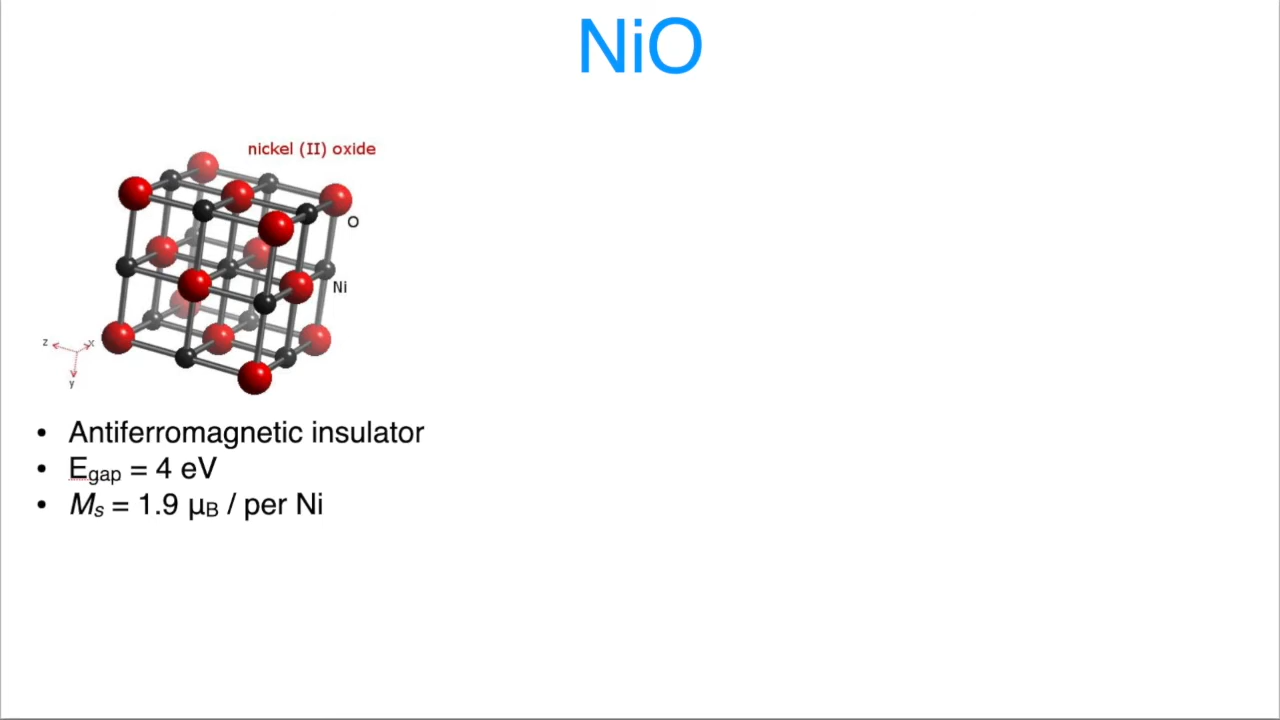 NiO
nickel (II) oxide
O
Ni
z
x
y
• Antiferromagnetic insulator
• Egap = 4 eV
• Ms = 1.9 μB / per Ni